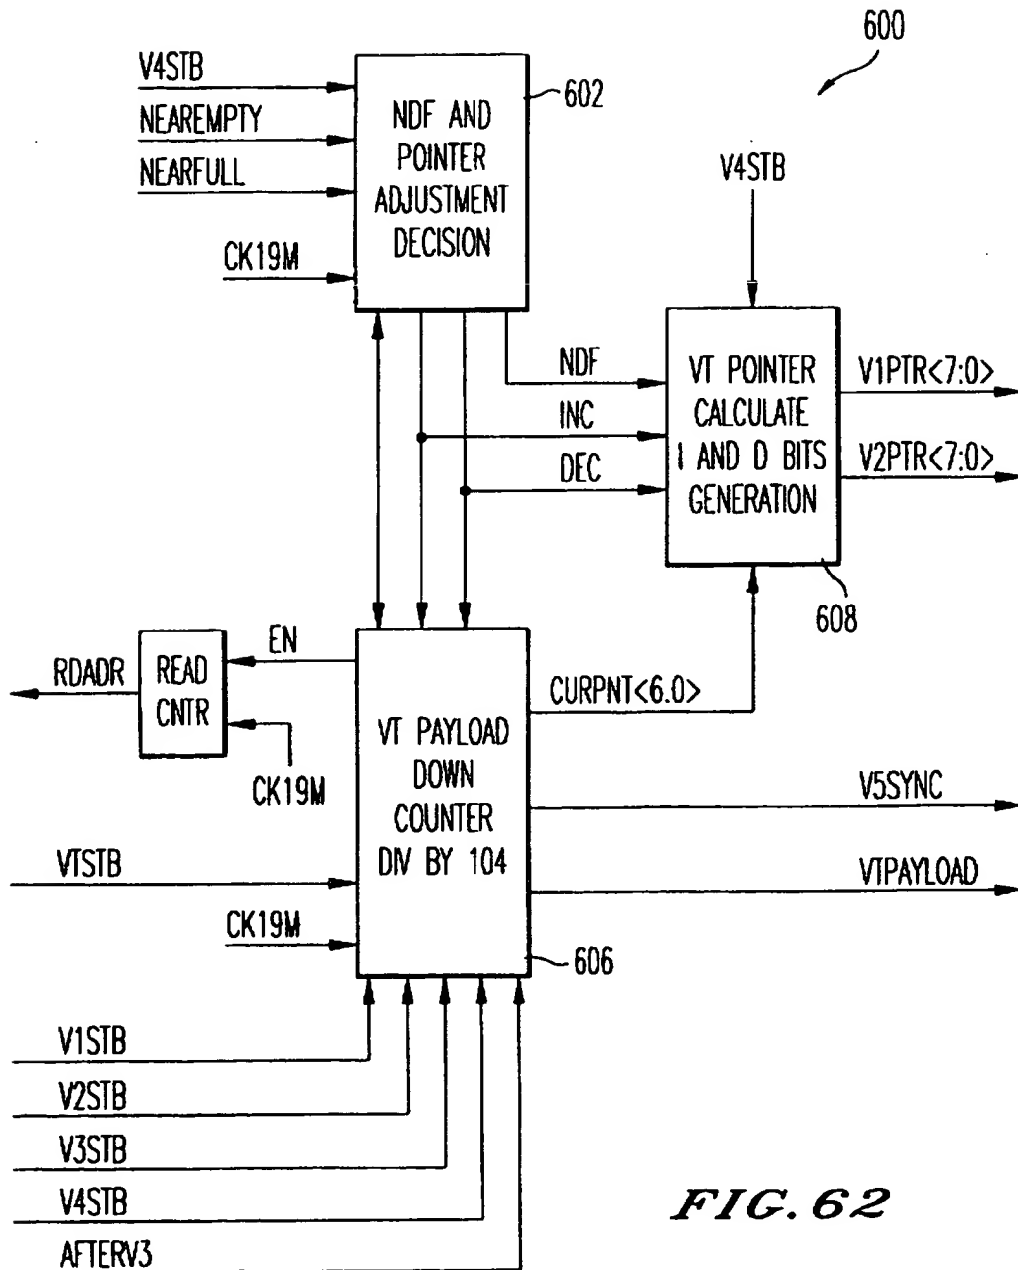 600
V4STB
NEAREMPTY
NEARFULL
CK19M
NDF AND
POINTER
ADJUSTMENT
DECISION
602
V4STB
NDF
INC
DEC
VT POINTER
CALCULATE
I AND D BITS
GENERATION
608
V1PTR<7:0>
V2PTR<7:0>
RDADR
READ
CNTR
EN
CK19M
VT PAYLOAD
DOWN
COUNTER
DIV BY 104
606
CURPNT<6.0>
V5SYNC
VTPAYLOAD
VTSTB
CK19M
V1STB
V2STB
V3STB
V4STB
AFTERV3
FIG. 62